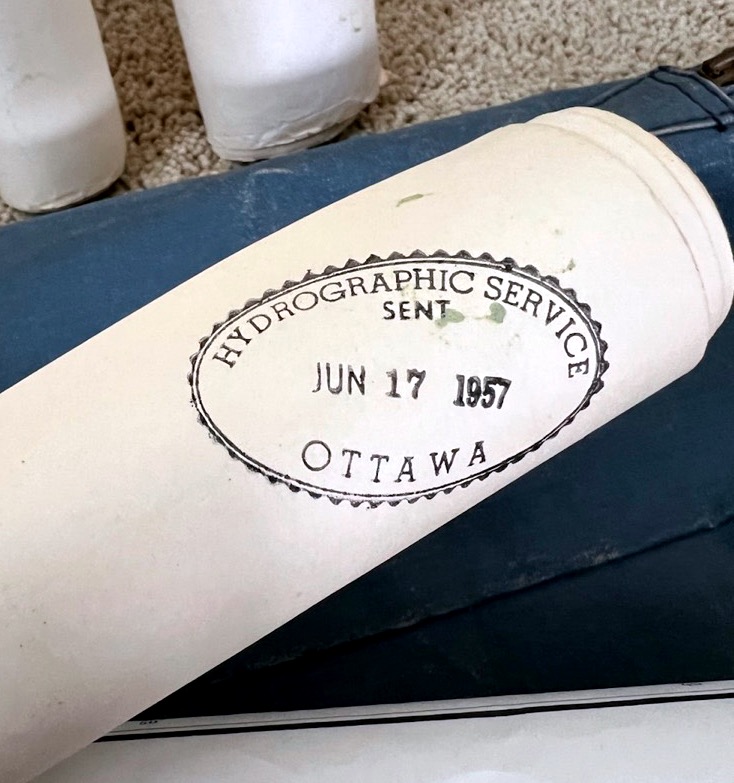 HYDROGRAPHIC SERVICE
SENT
JUN 17 1957
OTTAWA